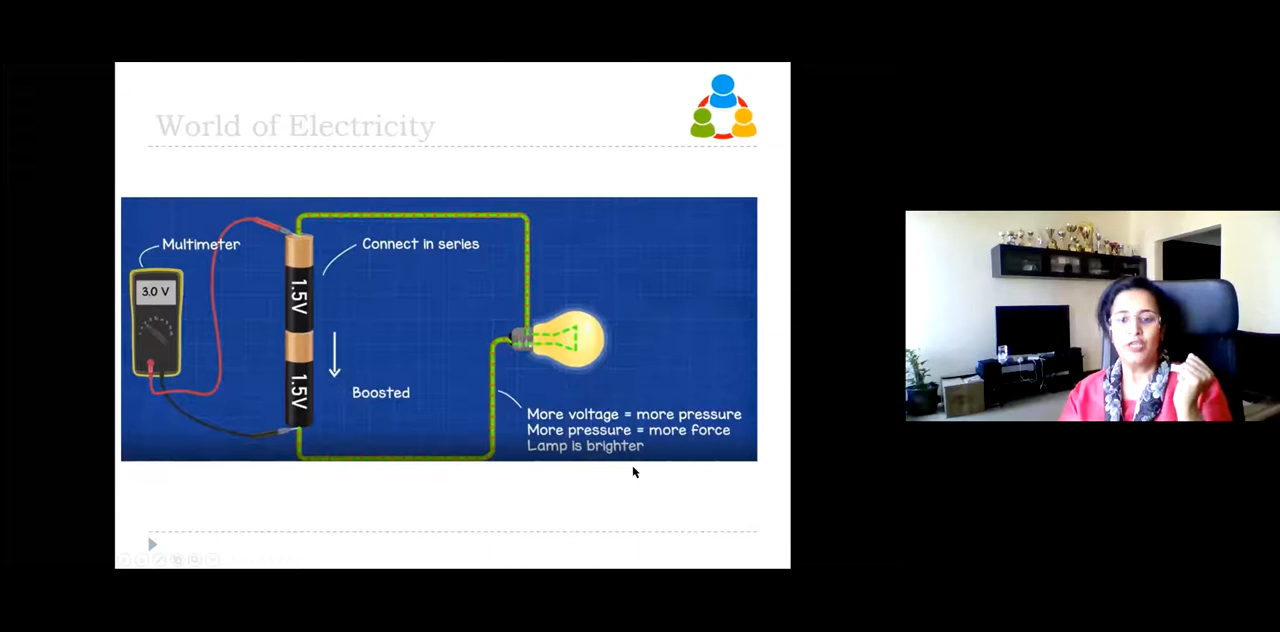 World of Electricity
Multimeter
Connect in series
3.0 V
1.5V
1.5V
Boosted
More voltage = more pressure
More pressure = more force
Lamp is brighter